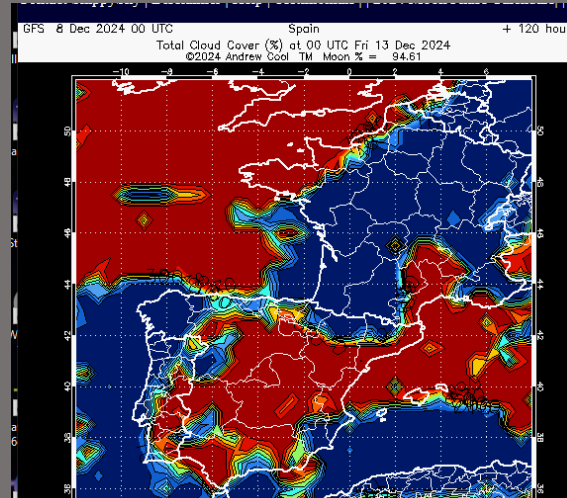 GFS 8 Dec 2024 00 UTC Spain + 120 hou
Total Cloud Cover (%) at 00 UTC Fri 13 Dec 2024
©2024 Andrew Cool TM Moon % = 94.61
-10 -8 -6 -4 -2 0 2 4 6
50
48
46
44
42
40
38
36